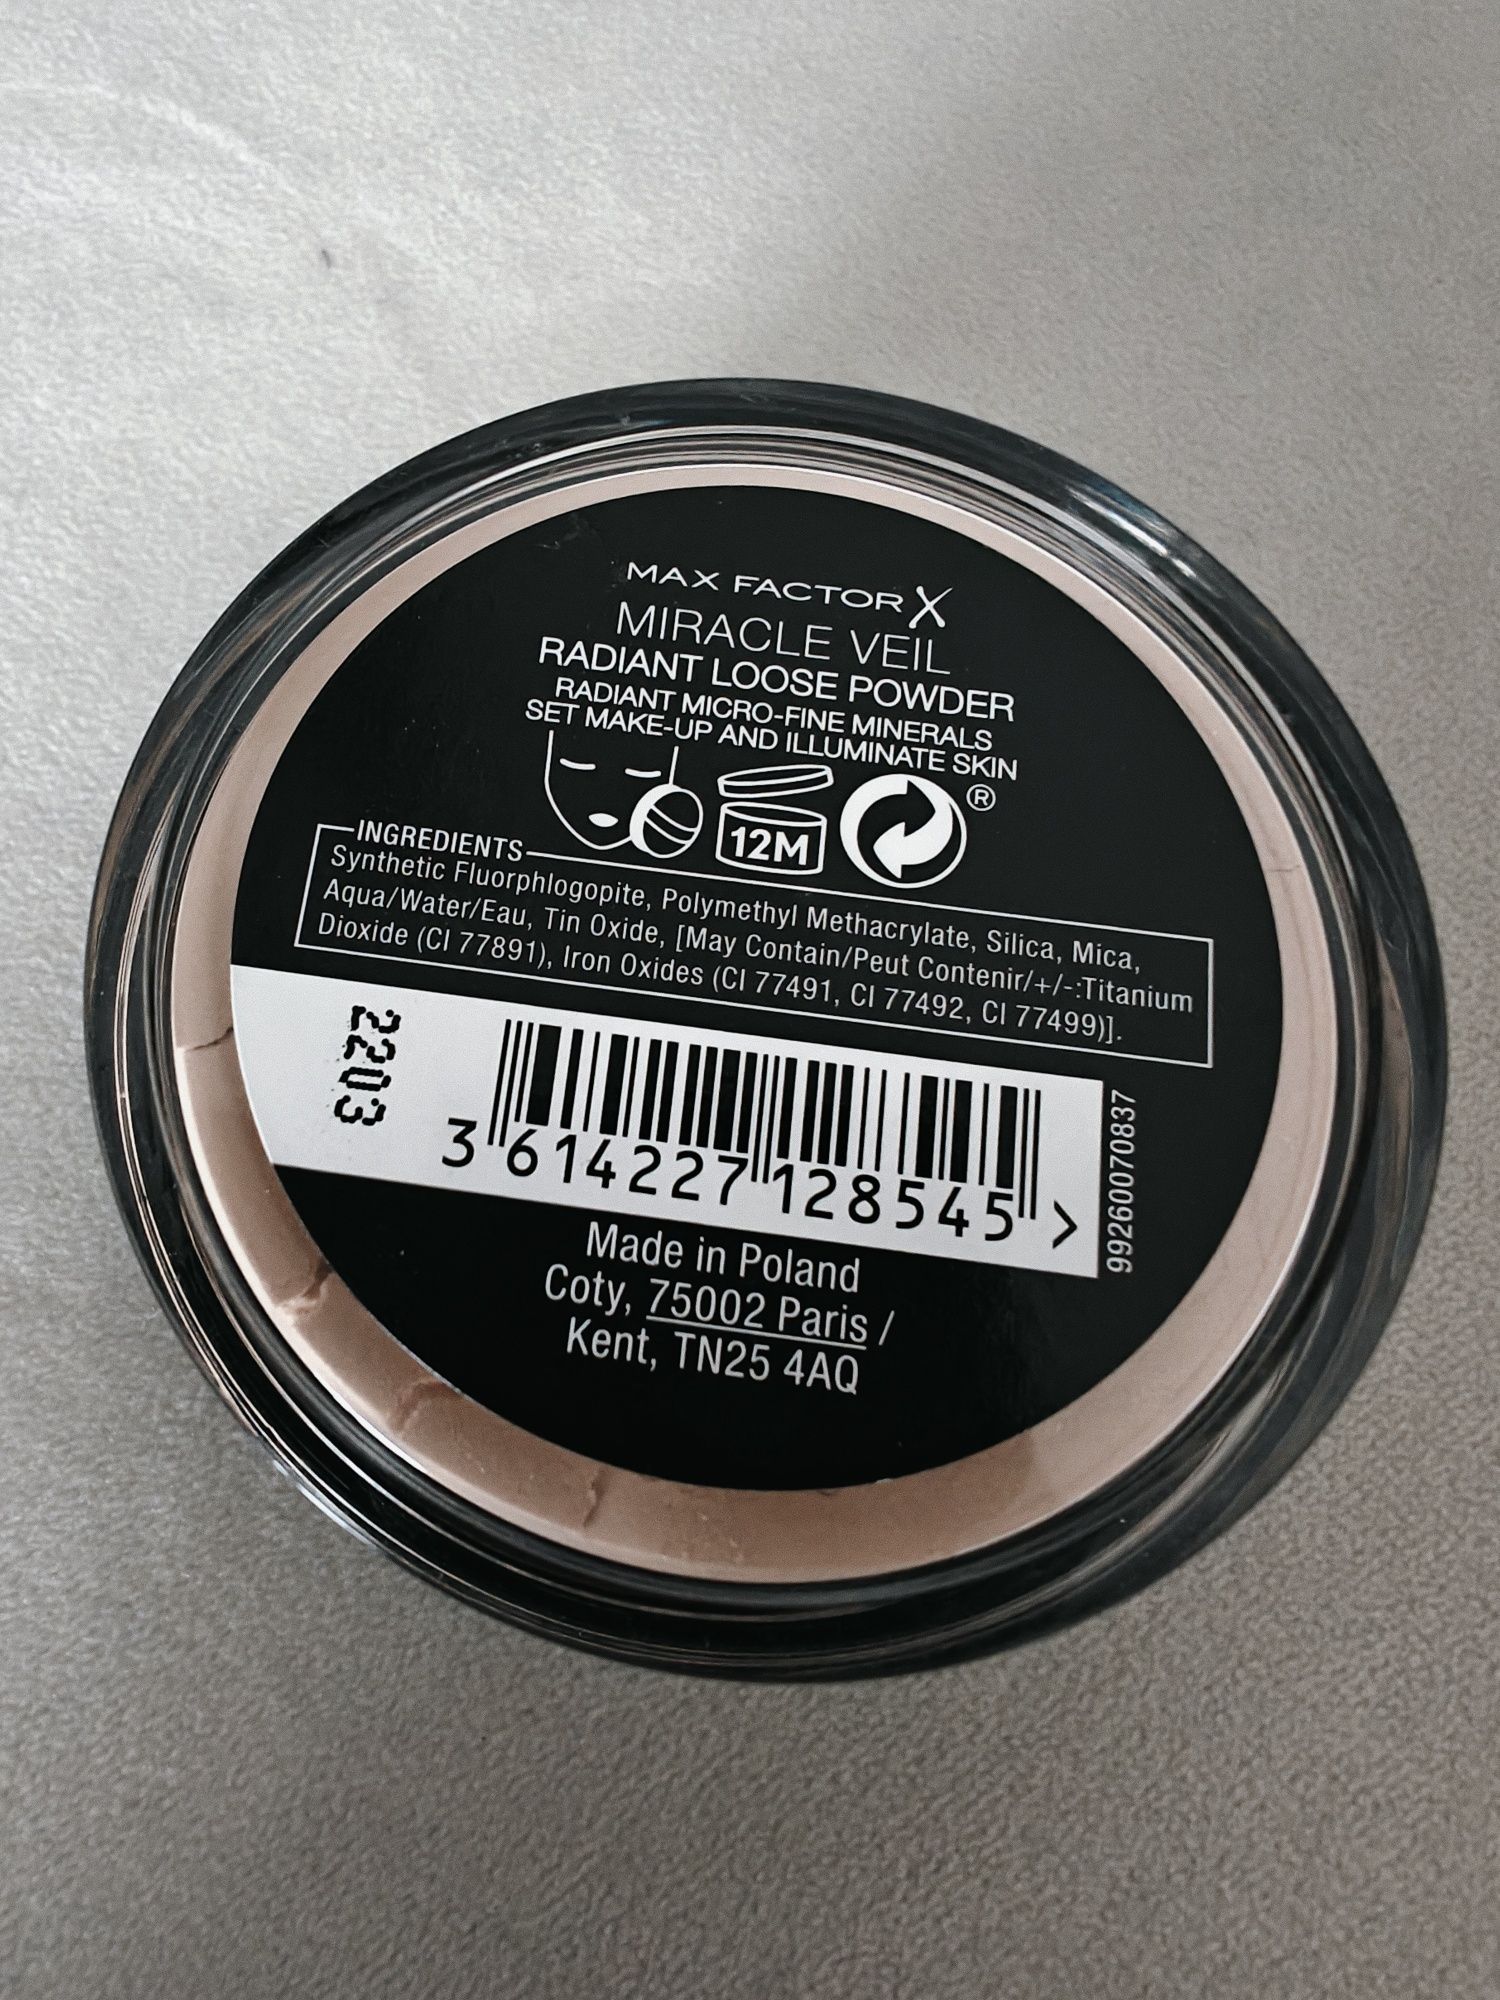 MAX FACTOR X
MIRACLE VEIL
RADIANT LOOSE POWDER
RADIANT MICRO-FINE MINERALS
SET MAKE-UP AND ILLUMINATE SKIN
12M
®
INGREDIENTS
Synthetic Fluorphlogopite, Polymethyl Methacrylate, Silica, Mica,
Aqua/Water/Eau, Tin Oxide, [May Contain/Peut Contenir/+/-:Titanium
Dioxide (CI 77891), Iron Oxides (CI 77491, CI 77492, CI 77499)].
2203
3 614227 128545 >
99260070837
Made in Poland
Coty, 75002 Paris /
Kent, TN25 4AQ